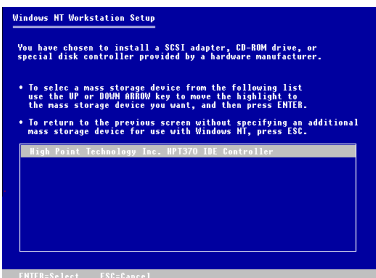 Windows NT Workstation Setup
You have chosen to install a SCSI adapter, CD-ROM drive, or
special disk controller provided by a hardware manufacturer.
• To selec a mass storage device from the following list
use the UP or DOWN ARROW key to move the highlight to
the mass storage device you want, and then press ENTER.
• To return to the previous screen without specifying an additional
mass storage device for use with Windows NT, press ESC.
High Point Technology Inc. HPT370 IDE Controller
ENTER=Select ESC=Cancel